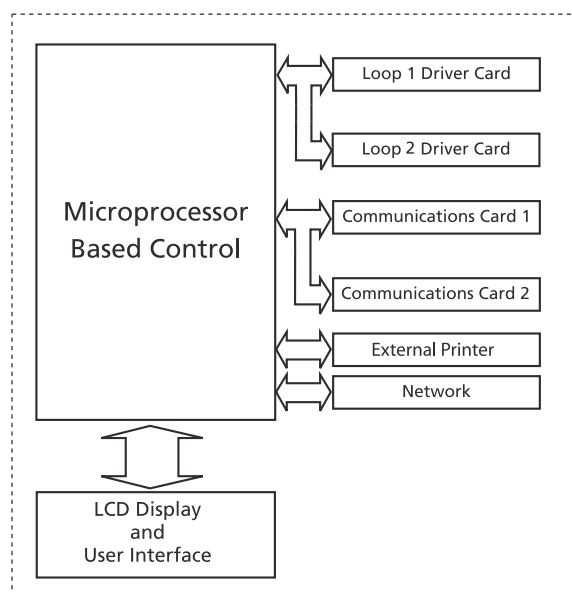 Loop 1 Driver Card
Loop 2 Driver Card
Microprocessor
Based Control
Communications Card 1
Communications Card 2
External Printer
Network
LCD Display
and
User Interface